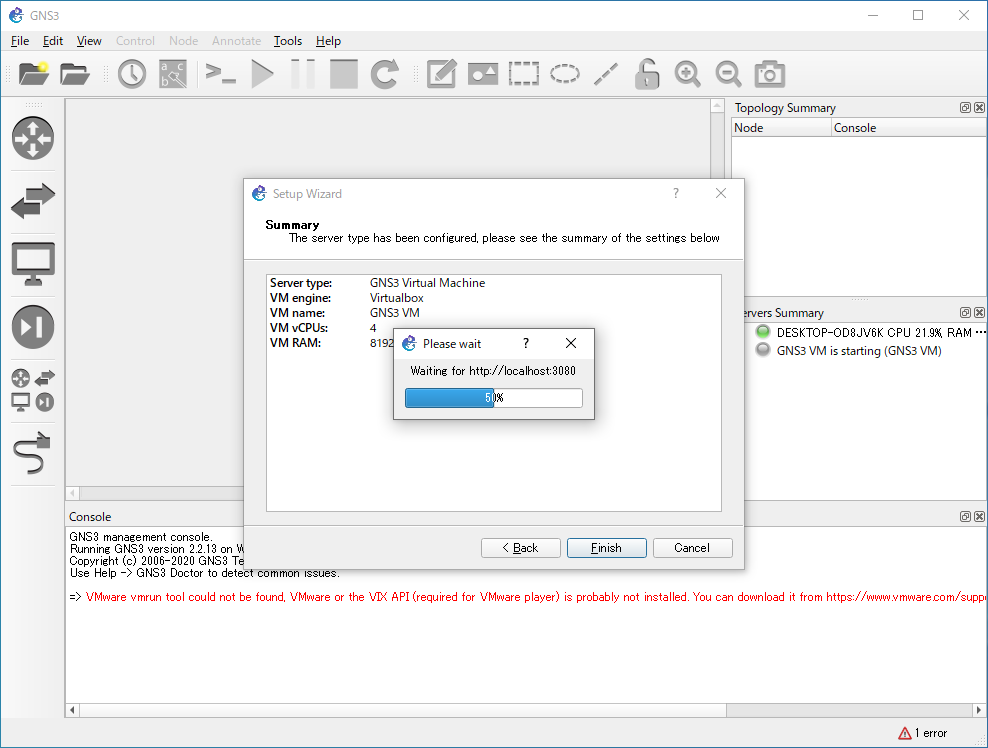 GNS3
File Edit View Control Node Annotate Tools Help
a c
Topology Summary
Node Console
Setup Wizard
Summary
The server type has been configured, please see the summary of the settings below
Server type: GNS3 Virtual Machine
VM engine: Virtualbox
VM name: GNS3 VM
VM vCPUs: 4
VM RAM: 8192
Please wait
Waiting for http://localhost:3080
50%
< Back Finish Cancel
ervers Summary
DESKTOP-OD8JV6K CPU 21.9% RAM ...
GNS3 VM is starting (GNS3 VM)
Console
GNS3 management console.
Running GNS3 version 2.2.13 on W
Copyright (c) 2006-2020 GNS3 Te
Use Help -> GNS3 Doctor to detect common issues.
=> VMware vmrun tool could not be found, VMware or the VIX API (required for VMware player) is probably not installed. You can download it from https://www.vmware.com/supp
1 error